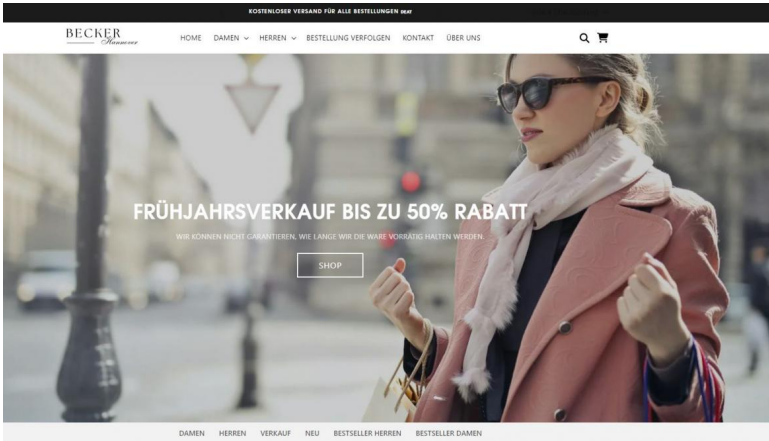 KOSTENLOSER VERSAND FÜR ALLE BESTELLUNGEN
BECKER
Hannover
HOME DAMEN HERREN BESTELLUNG VERFOLGEN KONTAKT ÜBER UNS
FRÜHJAHRSVERKAUF BIS ZU 50% RABATT
WIR KÖNNEN NICHT GARANTIEREN, WIE LANGE WIR DIE WARE VORRÄTIG HALTEN WERDEN.
SHOP
DAMEN HERREN VERKAUF NEU BESTSELLER HERREN BESTSELLER DAMEN